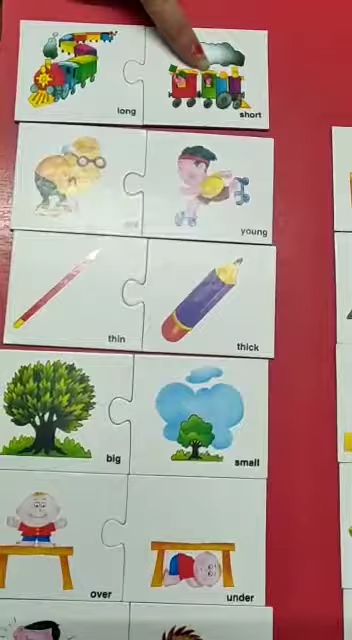 long short
young
thin thick
big small
over under